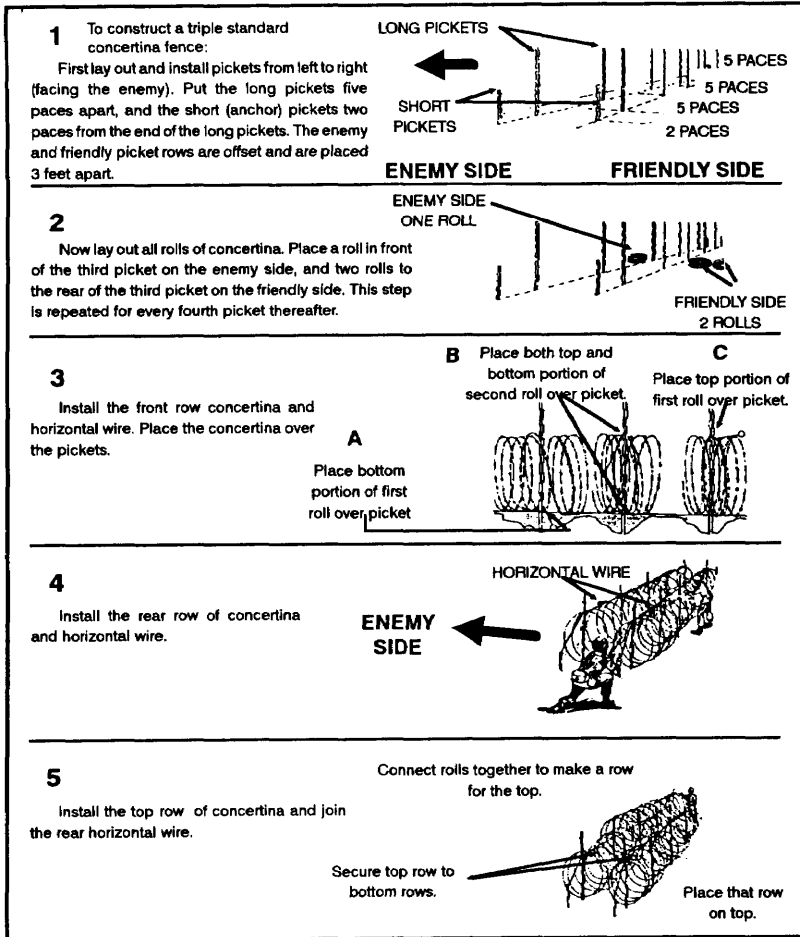 1 To construct a triple standard
concertina fence:
First lay out and install pickets from left to right
(facing the enemy). Put the long pickets five
paces apart, and the short (anchor) pickets two
paces from the end of the long pickets. The enemy
and friendly picket rows are offset and are placed
3 feet apart.
LONG PICKETS
5 PACES
5 PACES
SHORT
PICKETS
5 PACES
2 PACES
ENEMY SIDE
FRIENDLY SIDE
2
Now lay out all rolls of concertina. Place a roll in front
of the third picket on the enemy side, and two rolls to
the rear of the third picket on the friendly side. This step
is repeated for every fourth picket thereafter.
ENEMY SIDE
ONE ROLL
FRIENDLY SIDE
2 ROLLS
3
Install the front row concertina and
horizontal wire. Place the concertina over
the pickets.
A
Place bottom
portion of first
roll over picket
B
Place both top and
bottom portion of
second roll over picket.
C
Place top portion of
first roll over picket.
4
Install the rear row of concertina
and horizontal wire.
HORIZONTAL WIRE
ENEMY
SIDE
5
Install the top row of concertina and join
the rear horizontal wire.
Connect rolls together to make a row
for the top.
Secure top row to
bottom rows.
Place that row
on top.